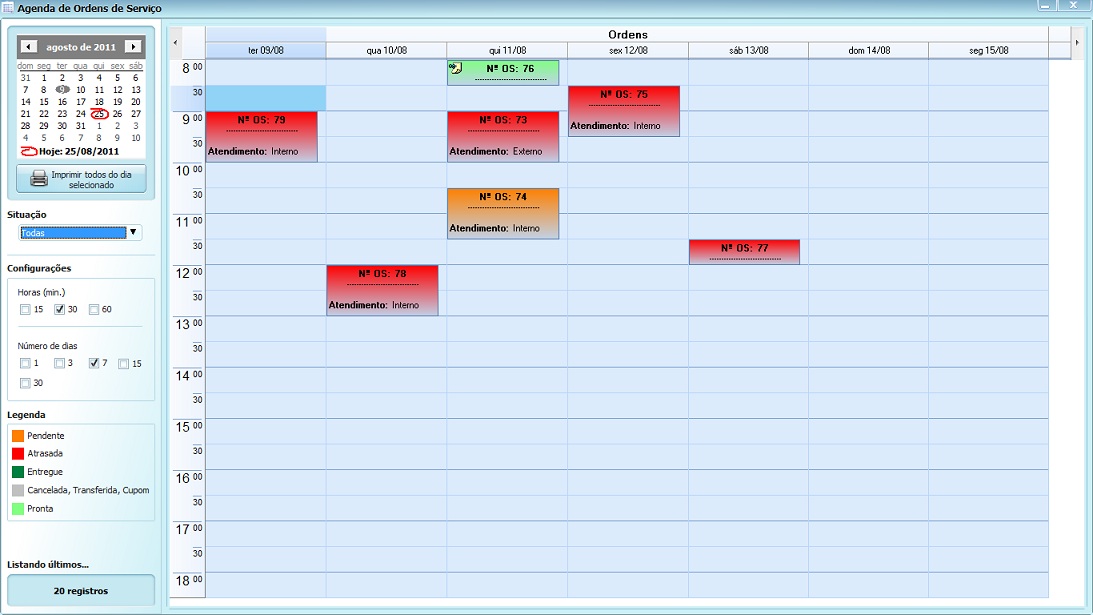 Agenda de Ordens de Serviço
agosto de 2011
dom seg ter qua qui sex sáb
31 1 2 3 4 5 6
7 8 9 10 11 12 13
14 15 16 17 18 19 20
21 22 23 24 25 26 27
28 29 30 31 1 2 3
4 5 6 7 8 9 10
Hoje: 25/08/2011
Imprimir todos do dia
selecionado
Situação
Todas
Configurações
Horas (min.)
15 30 60
Número de dias
1 3 7 15
30
Legenda
Pendente
Atrasada
Entregue
Cancelada, Transferida, Cupom
Pronta
Listando últimos...
20 registros
Ordens
ter 09/08 qua 10/08 qui 11/08 sex 12/08 sáb 13/08 dom 14/08 seg 15/08
8 00
Nº OS: 76
30
Nº OS: 75
9 00
Nº OS: 79
Nº OS: 73
Atendimento: Interno
30
Atendimento: Interno
Atendimento: Externo
10 00
30
Nº OS: 74
11 00
Atendimento: Interno
30
Nº OS: 77
12 00
Nº OS: 78
30
Atendimento: Interno
13 00
30
14 00
30
15 00
30
16 00
30
17 00
30
18 00